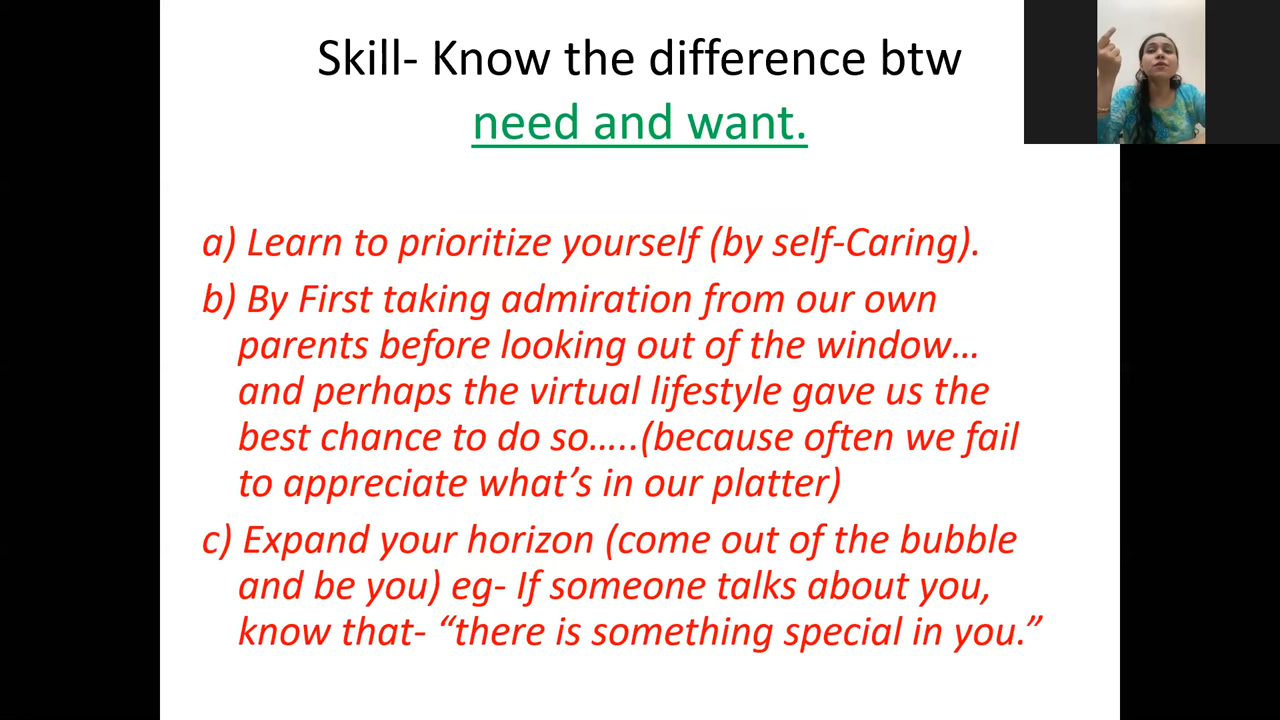 Skill- Know the difference btw
need and want.
a) Learn to prioritize yourself (by self-Caring).
b) By First taking admiration from our own
parents before looking out of the window…
and perhaps the virtual lifestyle gave us the
best chance to do so…..(because often we fail
to appreciate what’s in our platter)
c) Expand your horizon (come out of the bubble
and be you) eg- If someone talks about you,
know that- “there is something special in you.”